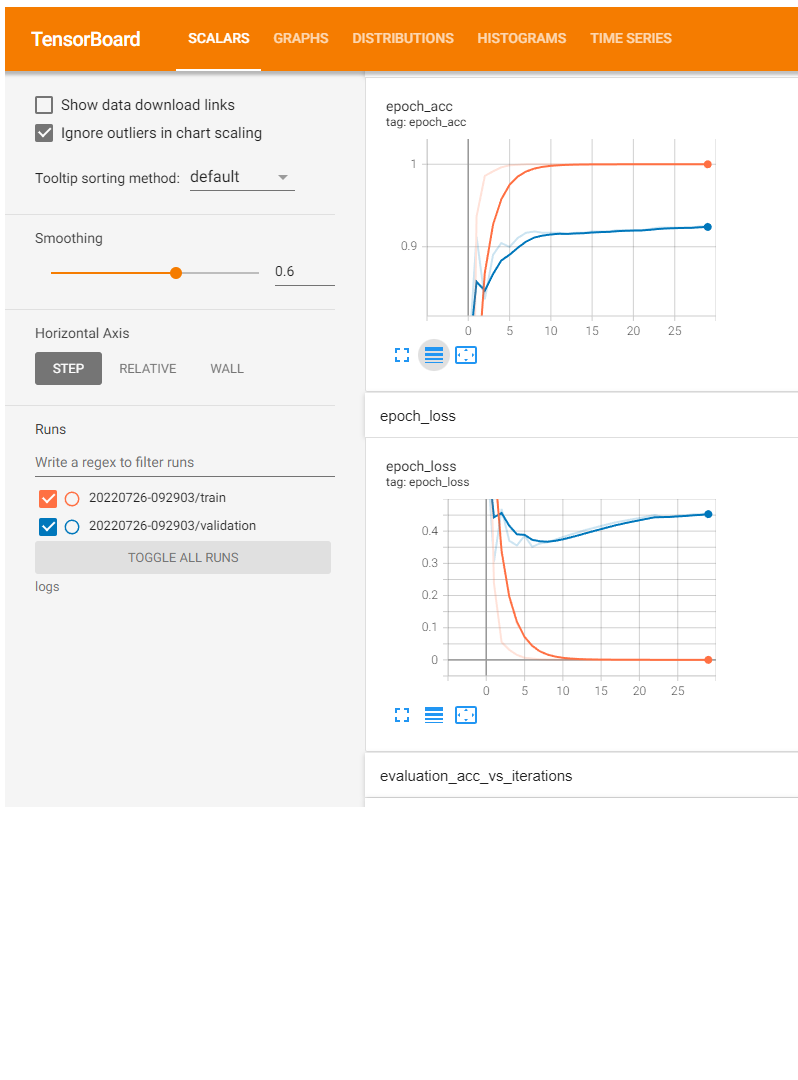 TensorBoard SCALARS GRAPHS DISTRIBUTIONS HISTOGRAMS TIME SERIES
Show data download links
Ignore outliers in chart scaling
Tooltip sorting method: default
Smoothing
0.6
Horizontal Axis
STEP RELATIVE WALL
Runs
Write a regex to filter runs
20220726-092903/train
20220726-092903/validation
TOGGLE ALL RUNS
logs
epoch_acc
tag: epoch_acc
1
0.9
0 5 10 15 20 25
epoch_loss
epoch_loss
tag: epoch_loss
0.4
0.3
0.2
0.1
0
0 5 10 15 20 25
evaluation_acc_vs_iterations